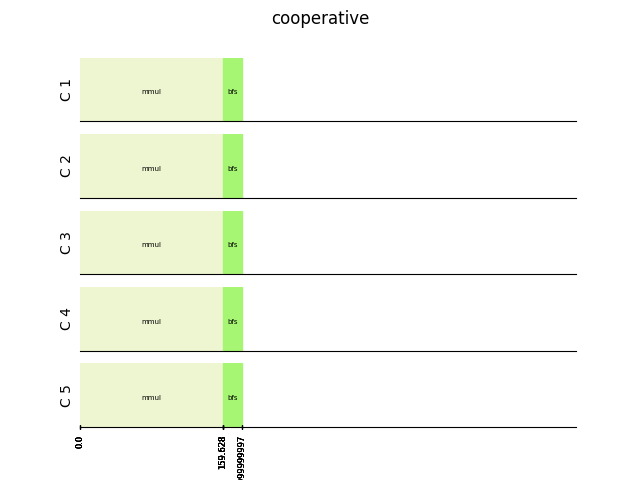 cooperative
C 1
mmul
bfs
C 2
mmul
bfs
C 3
mmul
bfs
C 4
mmul
bfs
C 5
mmul
bfs
0.0
159.628